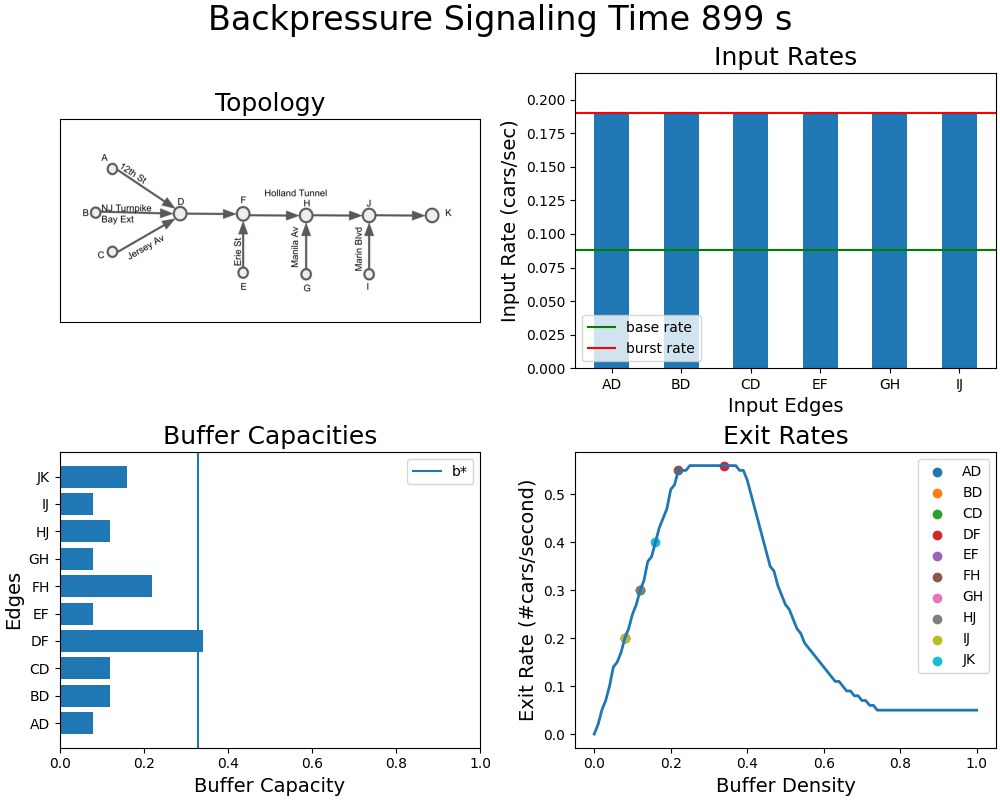 Backpressure Signaling Time 899 s
Topology
A
12th St
B
NJ Turnpike
Bay Ext
C
Jersey Av
D
F
Holland Tunnel
H
J
K
Erie St
Manila Av
Marin Blvd
E
G
I
Input Rates
Input Rate (cars/sec)
0.200
0.175
0.150
0.125
0.100
0.075
0.050
0.025
0.000
base rate
burst rate
AD BD CD EF GH IJ
Input Edges
Buffer Capacities
Edges
JK
IJ
HJ
GH
FH
EF
DF
CD
BD
AD
b*
0.0 0.2 0.4 0.6 0.8 1.0
Buffer Capacity
Exit Rates
Exit Rate (#cars/second)
0.5
0.4
0.3
0.2
0.1
0.0
AD
BD
CD
DF
EF
FH
GH
HJ
IJ
JK
0.0 0.2 0.4 0.6 0.8 1.0
Buffer Density